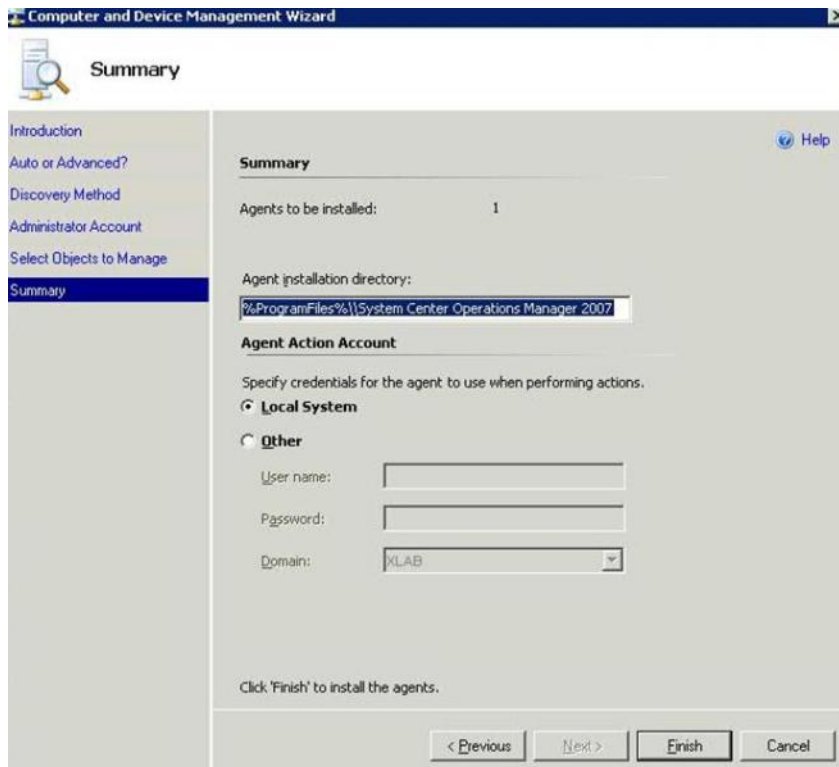 Computer and Device Management Wizard
Summary
Introduction
Auto or Advanced?
Discovery Method
Administrator Account
Select Objects to Manage
Summary
Help
Summary
Agents to be installed: 1
Agent installation directory:
%ProgramFiles%\\System Center Operations Manager 2007
Agent Action Account
Specify credentials for the agent to use when performing actions.
Local System
Other
User name:
Password:
Domain: XLAB
Click 'Finish' to install the agents.
< Previous Next > Finish Cancel